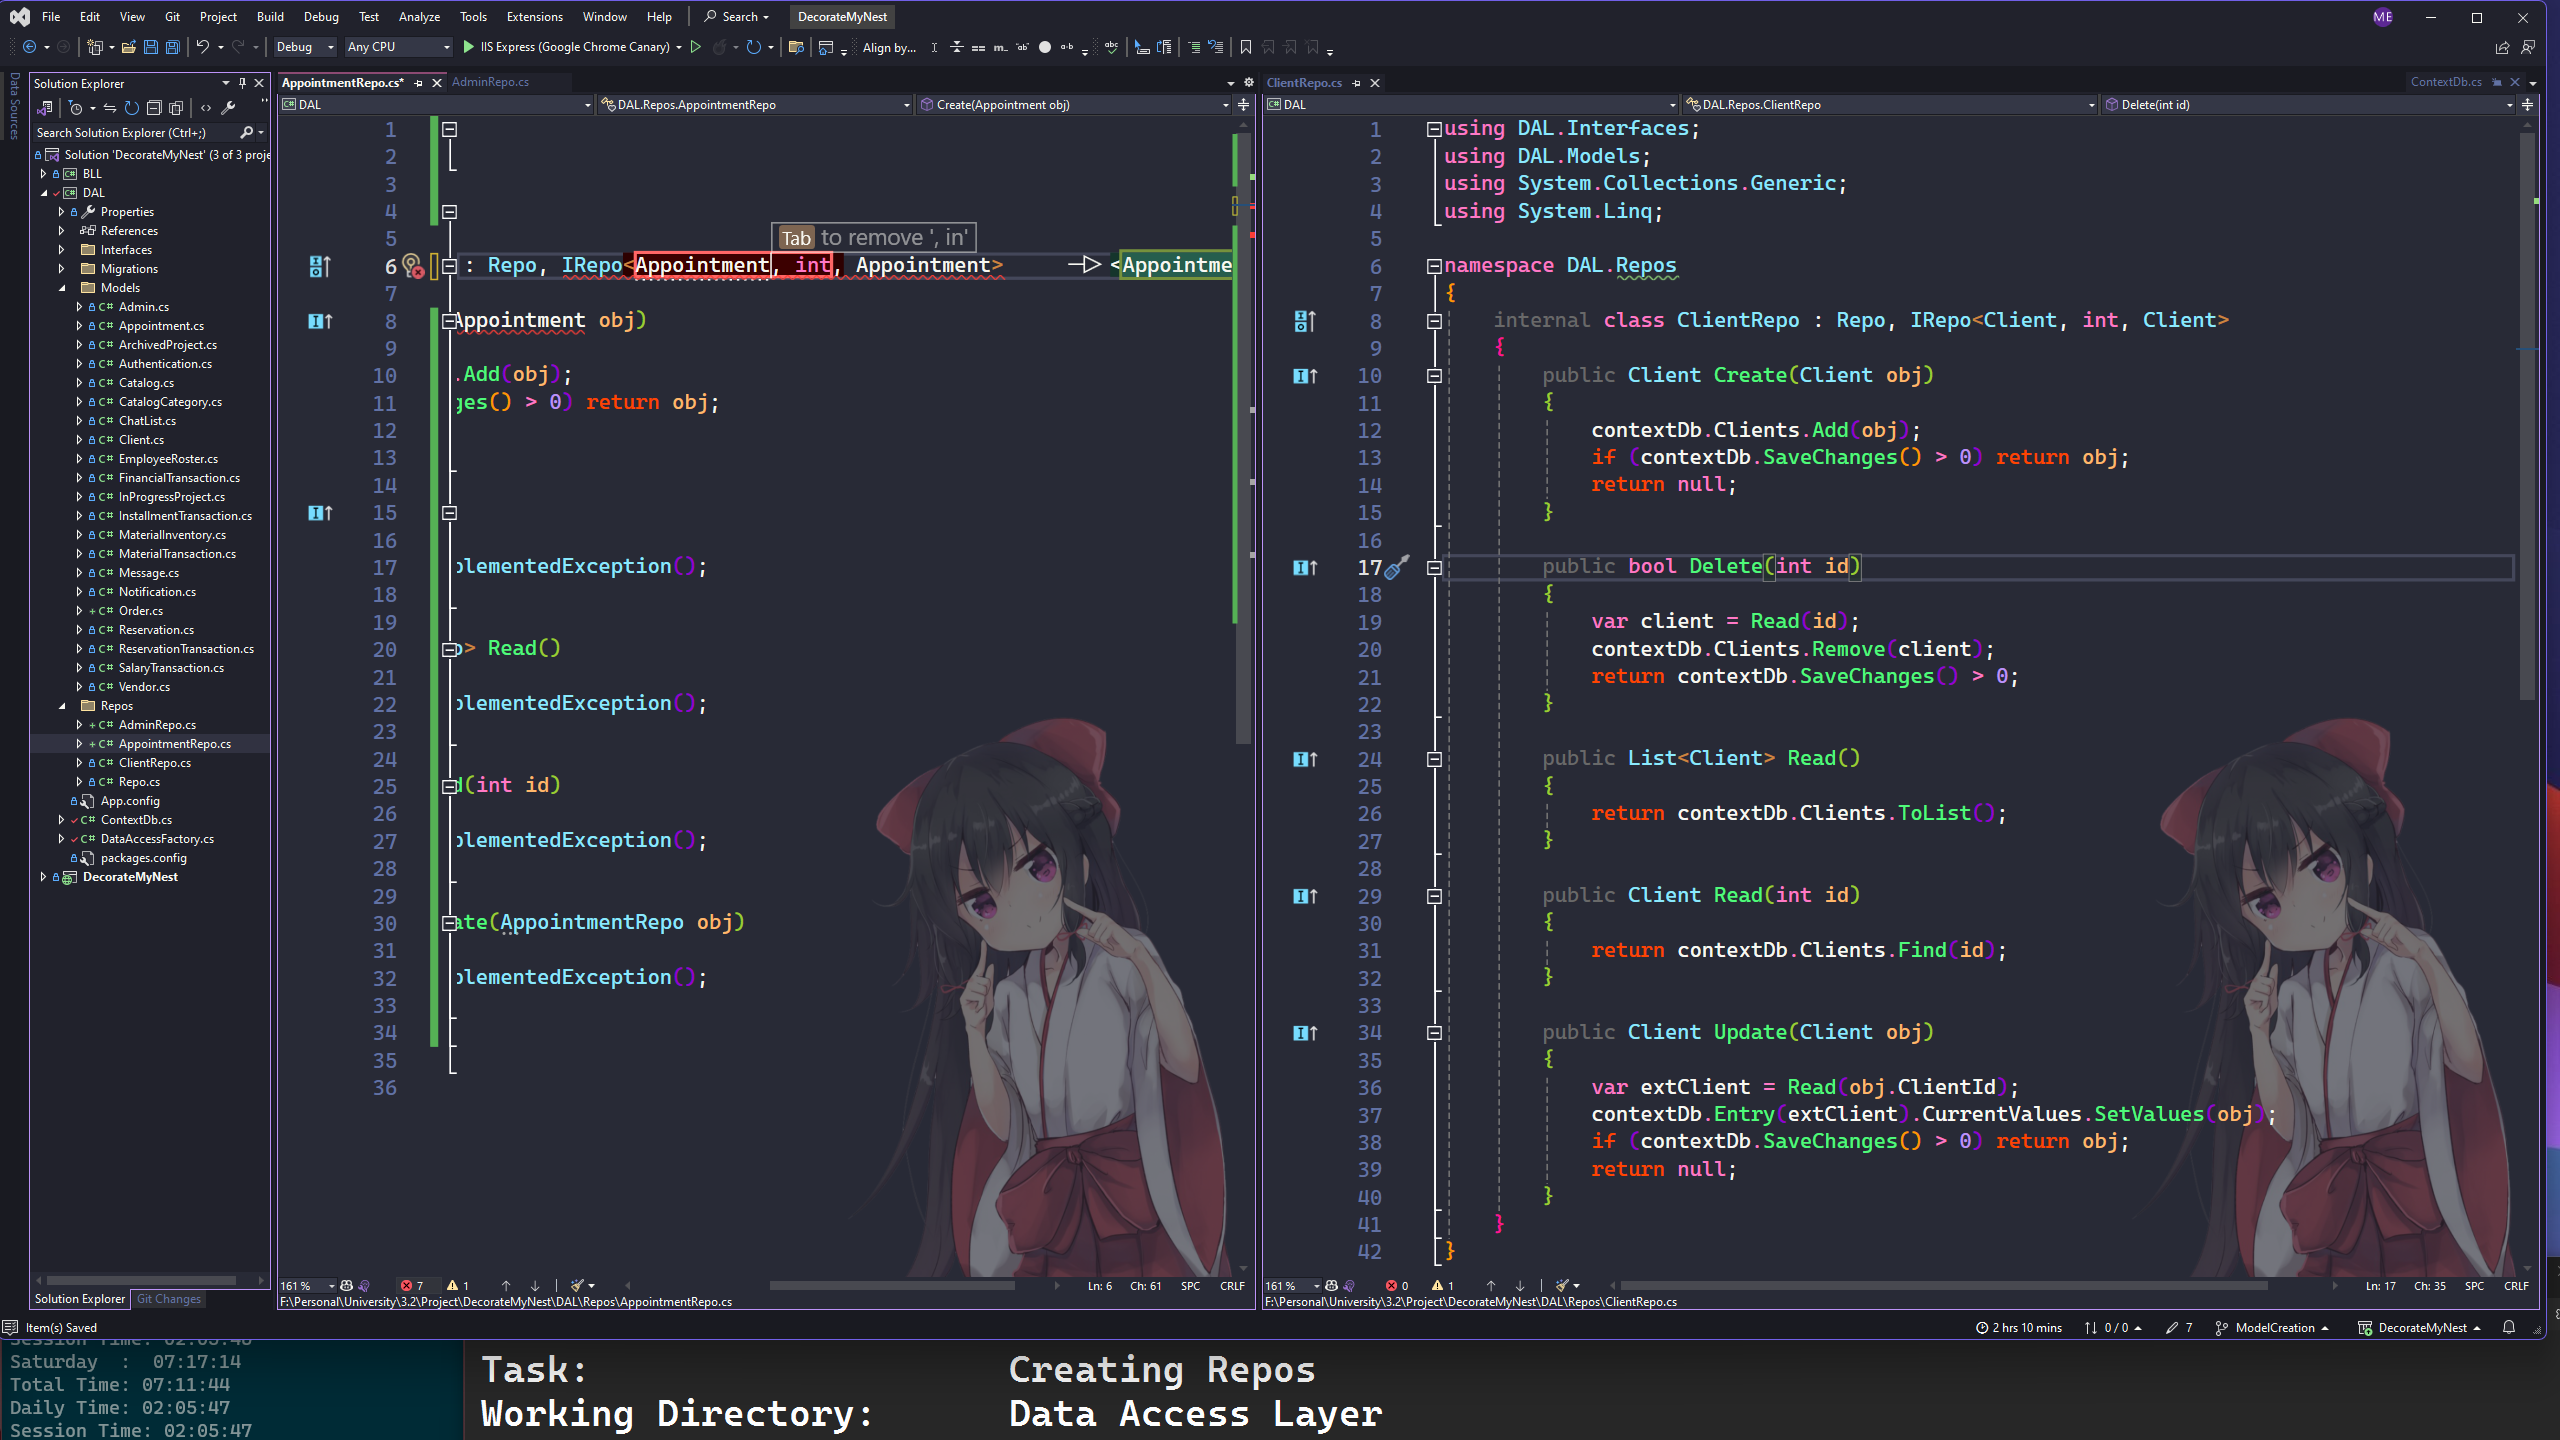 File Edit View Git Project Build Debug Test Analyze Tools Extensions Window Help Search DecorateMyNest ME
Debug Any CPU IIS Express (Google Chrome Canary) Align by...
Data Sources
Solution Explorer
Search Solution Explorer (Ctrl+;)
Solution 'DecorateMyNest' (3 of 3 proje
BLL
DAL
Properties
References
Interfaces
Migrations
Models
Admin.cs
Appointment.cs
ArchivedProject.cs
Authentication.cs
Catalog.cs
CatalogCategory.cs
ChatList.cs
Client.cs
EmployeeRoster.cs
FinancialTransaction.cs
InProgressProject.cs
InstallmentTransaction.cs
MaterialInventory.cs
MaterialTransaction.cs
Message.cs
Notification.cs
Order.cs
Reservation.cs
ReservationTransaction.cs
SalaryTransaction.cs
Vendor.cs
Repos
AdminRepo.cs
AppointmentRepo.cs
ClientRepo.cs
Repo.cs
App.config
ContextDb.cs
DataAccessFactory.cs
packages.config
DecorateMyNest
Solution Explorer Git Changes
AppointmentRepo.cs* AdminRepo.cs
DAL DAL.Repos.AppointmentRepo Create(Appointment obj)
1
2
3
4
5 Tab to remove ', in'
6 : Repo, IRepo<Appointment, int, Appointment> <Appointme
7
8 Appointment obj)
9
10 .Add(obj);
11 ges() > 0) return obj;
12
13
14
15
16
17 plementedException();
18
19
20 o> Read()
21
22 plementedException();
23
24
25 d(int id)
26
27 plementedException();
28
29
30 ate(AppointmentRepo obj)
31
32 plementedException();
33
34
35
36
161 % 7 1 Ln: 6 Ch: 61 SPC CRLF
F:\Personal\University\3.2\Project\DecorateMyNest\DAL\Repos\AppointmentRepo.cs
ClientRepo.cs ContextDb.cs
DAL DAL.Repos.ClientRepo Delete(int id)
1 using DAL.Interfaces;
2 using DAL.Models;
3 using System.Collections.Generic;
4 using System.Linq;
5
6 namespace DAL.Repos
7 {
8 internal class ClientRepo : Repo, IRepo<Client, int, Client>
9 {
10 public Client Create(Client obj)
11 {
12 contextDb.Clients.Add(obj);
13 if (contextDb.SaveChanges() > 0) return obj;
14 return null;
15 }
16
17 public bool Delete(int id)
18 {
19 var client = Read(id);
20 contextDb.Clients.Remove(client);
21 return contextDb.SaveChanges() > 0;
22 }
23
24 public List<Client> Read()
25 {
26 return contextDb.Clients.ToList();
27 }
28
29 public Client Read(int id)
30 {
31 return contextDb.Clients.Find(id);
32 }
33
34 public Client Update(Client obj)
35 {
36 var extClient = Read(obj.ClientId);
37 contextDb.Entry(extClient).CurrentValues.SetValues(obj);
38 if (contextDb.SaveChanges() > 0) return obj;
39 return null;
40 }
41 }
42 }
161 % 0 1 Ln: 17 Ch: 35 SPC CRLF
F:\Personal\University\3.2\Project\DecorateMyNest\DAL\Repos\ClientRepo.cs
Item(s) Saved 2 hrs 10 mins 0 / 0 7 ModelCreation DecorateMyNest
Saturday : 07:17:14
Total Time: 07:11:44
Daily Time: 02:05:47
Session Time: 02:05:47
Task: Creating Repos
Working Directory: Data Access Layer